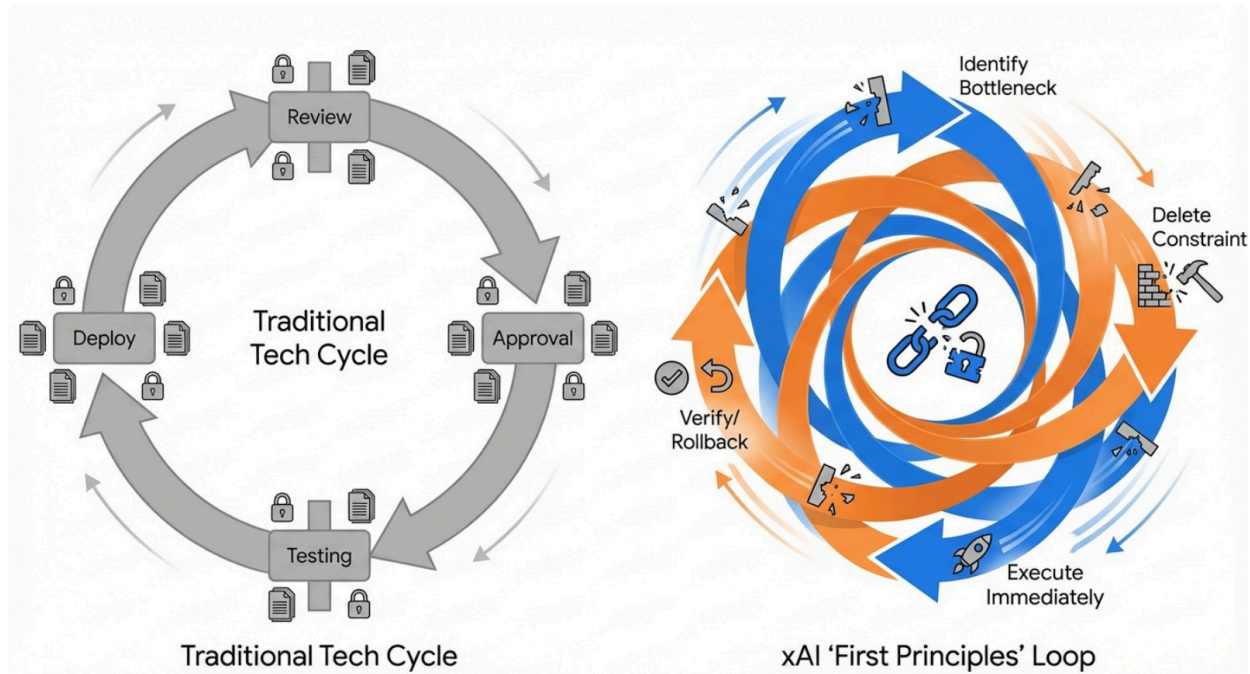 Review
Approval
Testing
Deploy
Traditional
Tech Cycle
Traditional Tech Cycle
Identify
Bottleneck
Delete
Constraint
Execute
Immediately
Verify/
Rollback
xAI ‘First Principles’ Loop